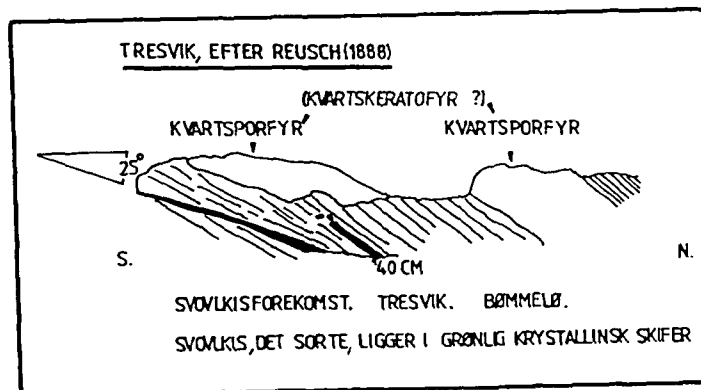 TRESVIK, EFTER REUSCH (1888)
(KVARTSKERATOFYR ?)
KVARTSPORFYR KVARTSPORFYR
25°
S. 40 CM N.
SVOVLKISFOREKOMST. TRESVIK. BØMMELØ.
SVOVLKIS, DET SORTE, LIGGER I GRØNLIG KRYSTALLINSK SKIFER